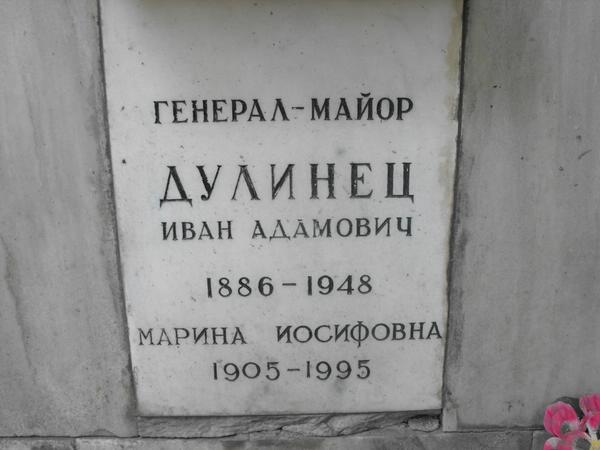 ГЕНЕРАЛ-МАЙОР
ДУЛИНЕЦ
ИВАН АДАМОВИЧ
1886-1948
МАРИНА ИОСИФОВНА
1905-1995